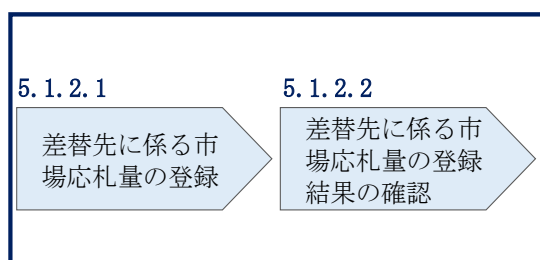 5.1.2.1
差替先に係る市
場応札量の登録
5.1.2.2
差替先に係る市
場応札量の登録
結果の確認